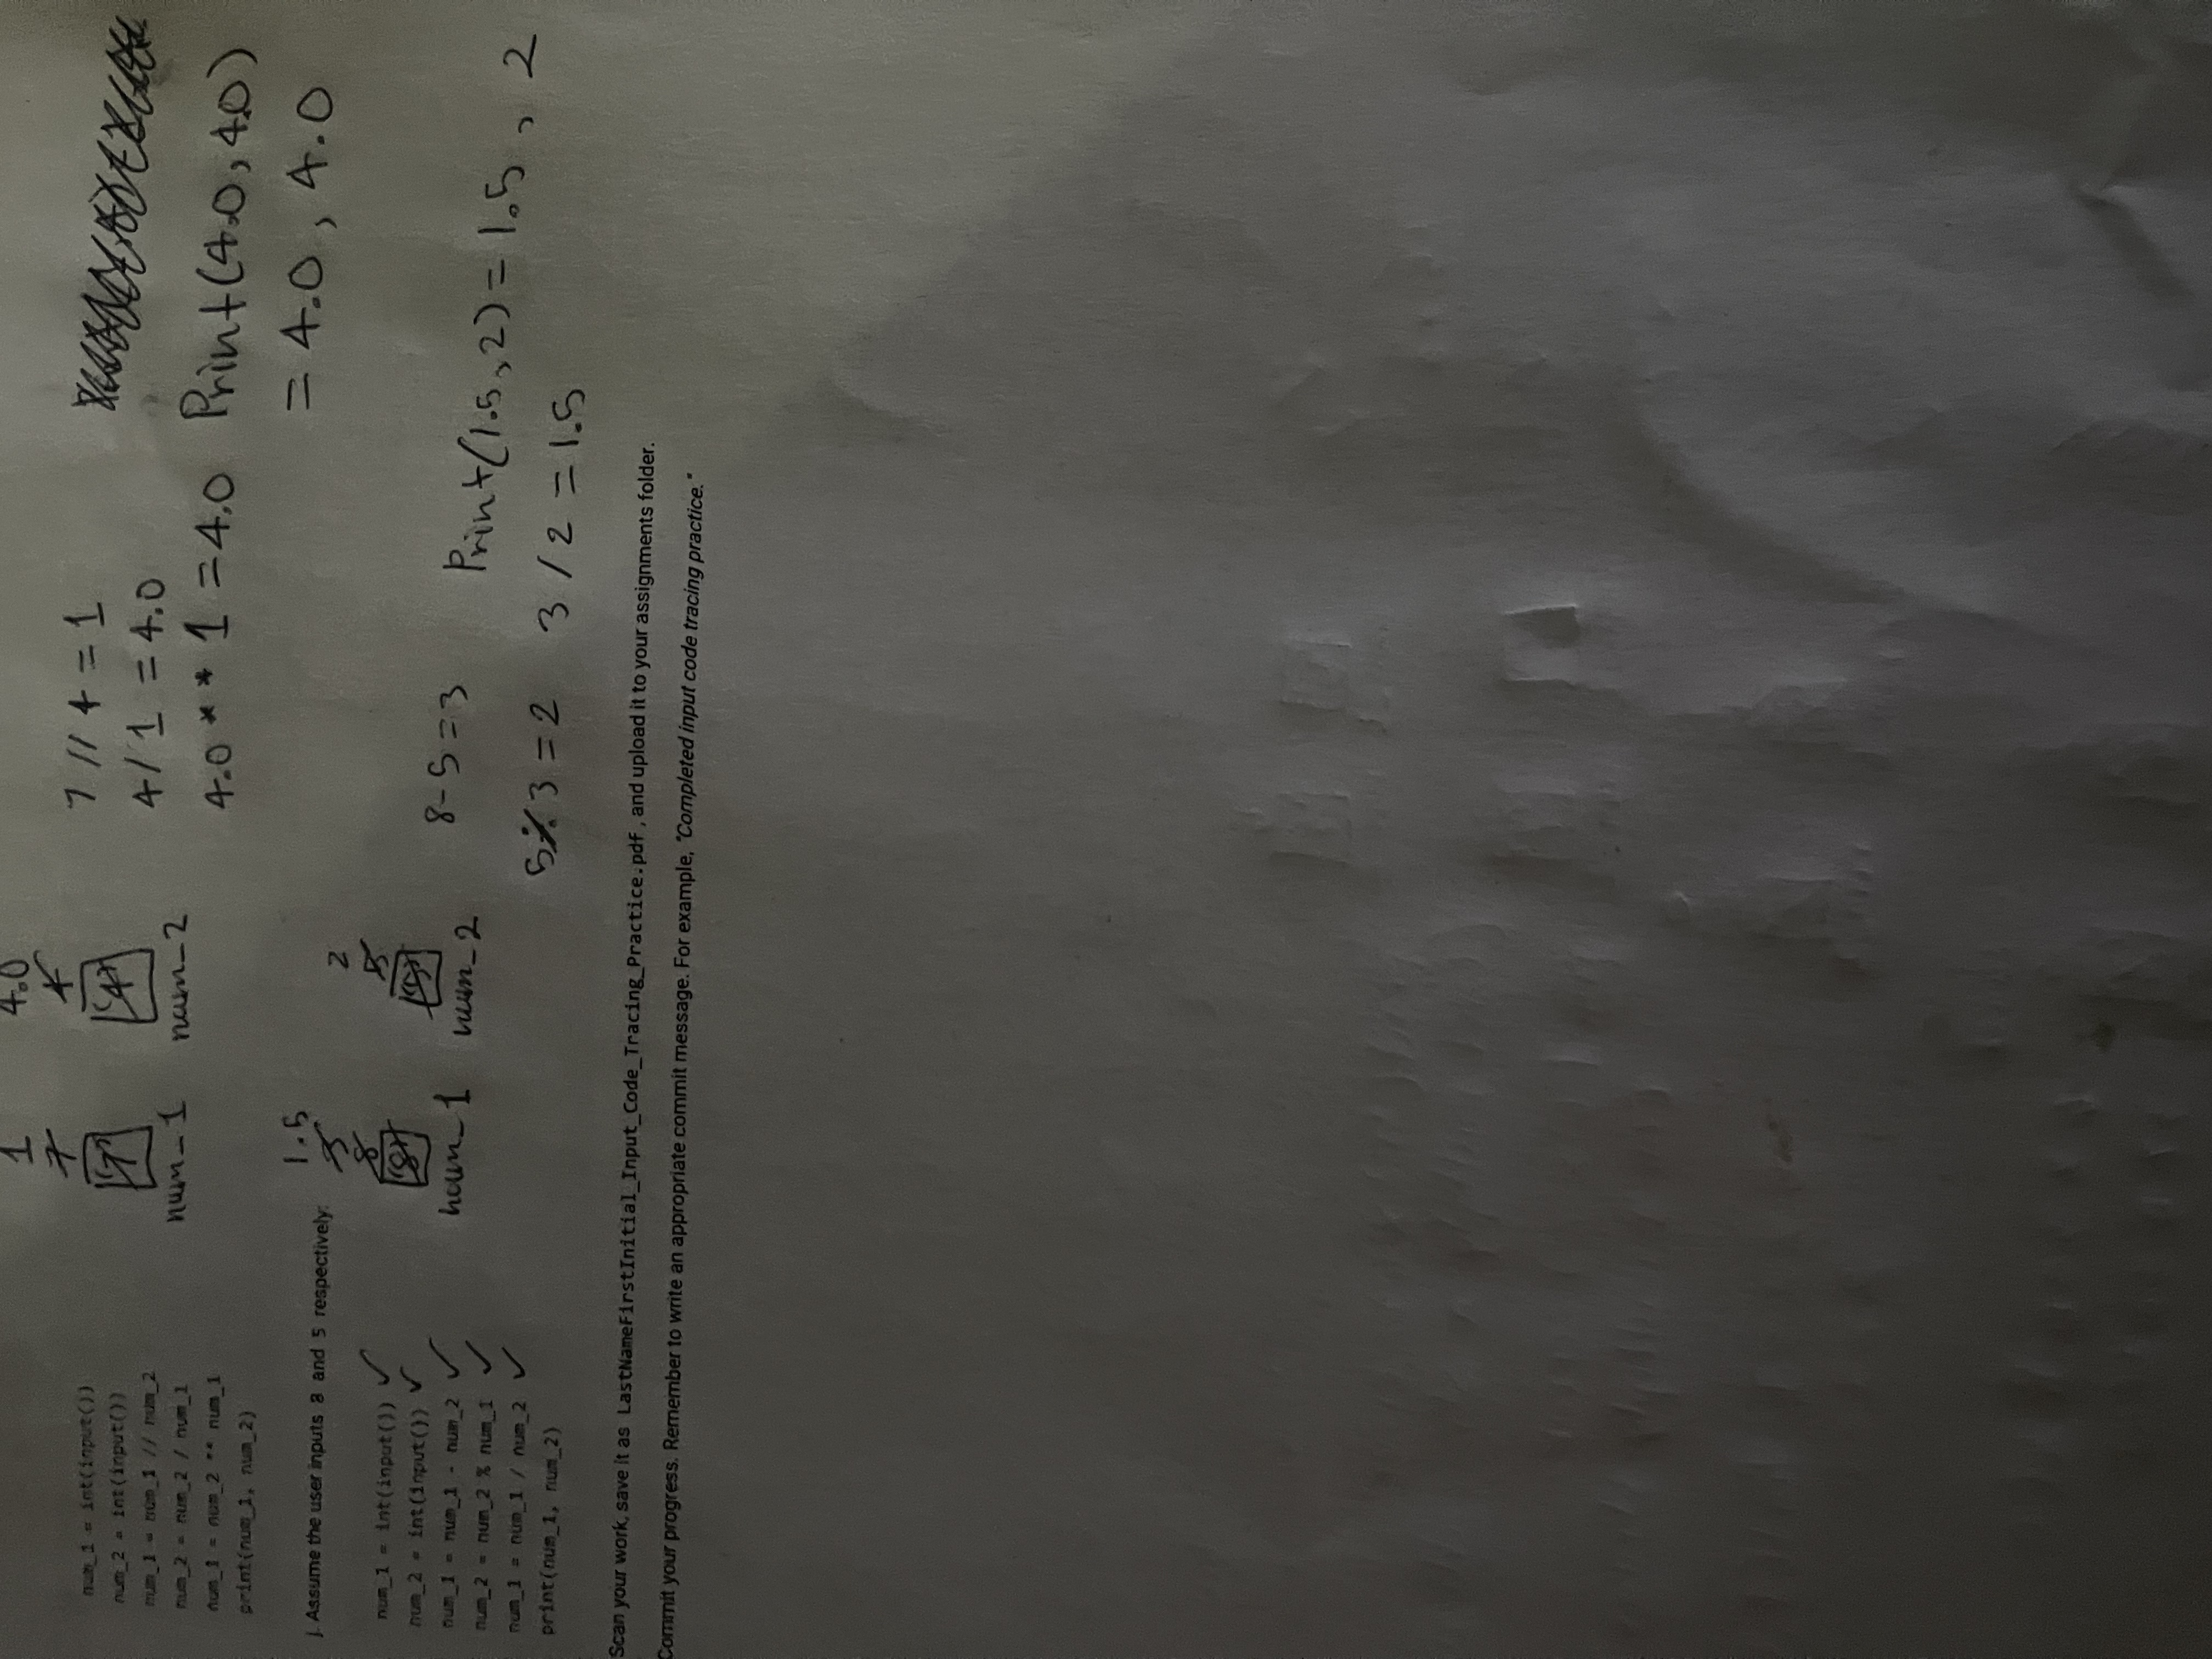 1 4.0
7 4
num_1 = int(input())
num_2 = int(input())
num_1 = num_1 // num_2
num_2 = num_2 / num_1
num_1 = num_2 ** num_1
print(num_1, num_2)
(7) (4)
num_1 num_2
7 // 4 = 1
4 / 1 = 4.0
4.0 * * 1 = 4.0
Print(4.0, 4.0)
= 4.0, 4.0
j. Assume the user inputs 8 and 5 respectively:
1.5
3 2
8 5
(8) (5)
num_1 num_2
num_1 = int(input()) ✓
num_2 = int(input()) ✓
num_1 = num_1 - num_2 ✓
num_2 = num_2 % num_1 ✓
num_1 = num_1 / num_2 ✓
print(num_1, num_2)
8-5=3
5%3=2
3/2=1.5
Print(1.5,2)=1.5, 2
Scan your work, save it as LastNameFirstInitial_Input_Code_Tracing_Practice.pdf, and upload it to your assignments folder.
Commit your progress. Remember to write an appropriate commit message. For example, "Completed input code tracing practice."